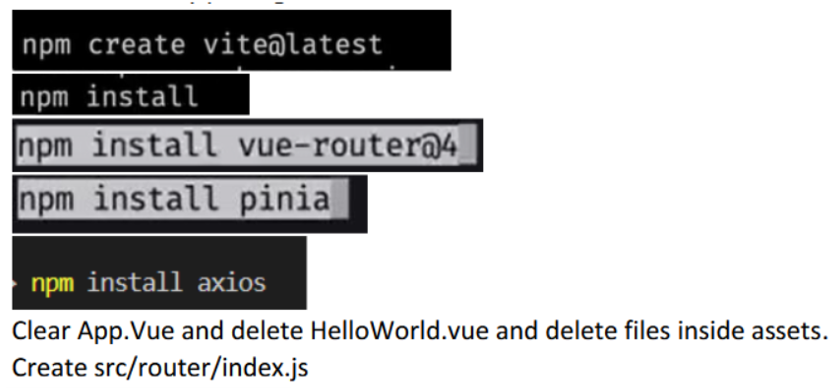 npm create vite@latest
npm install
npm install vue-router@4
npm install pinia
npm install axios
Clear App.Vue and delete HelloWorld.vue and delete files inside assets.
Create src/router/index.js